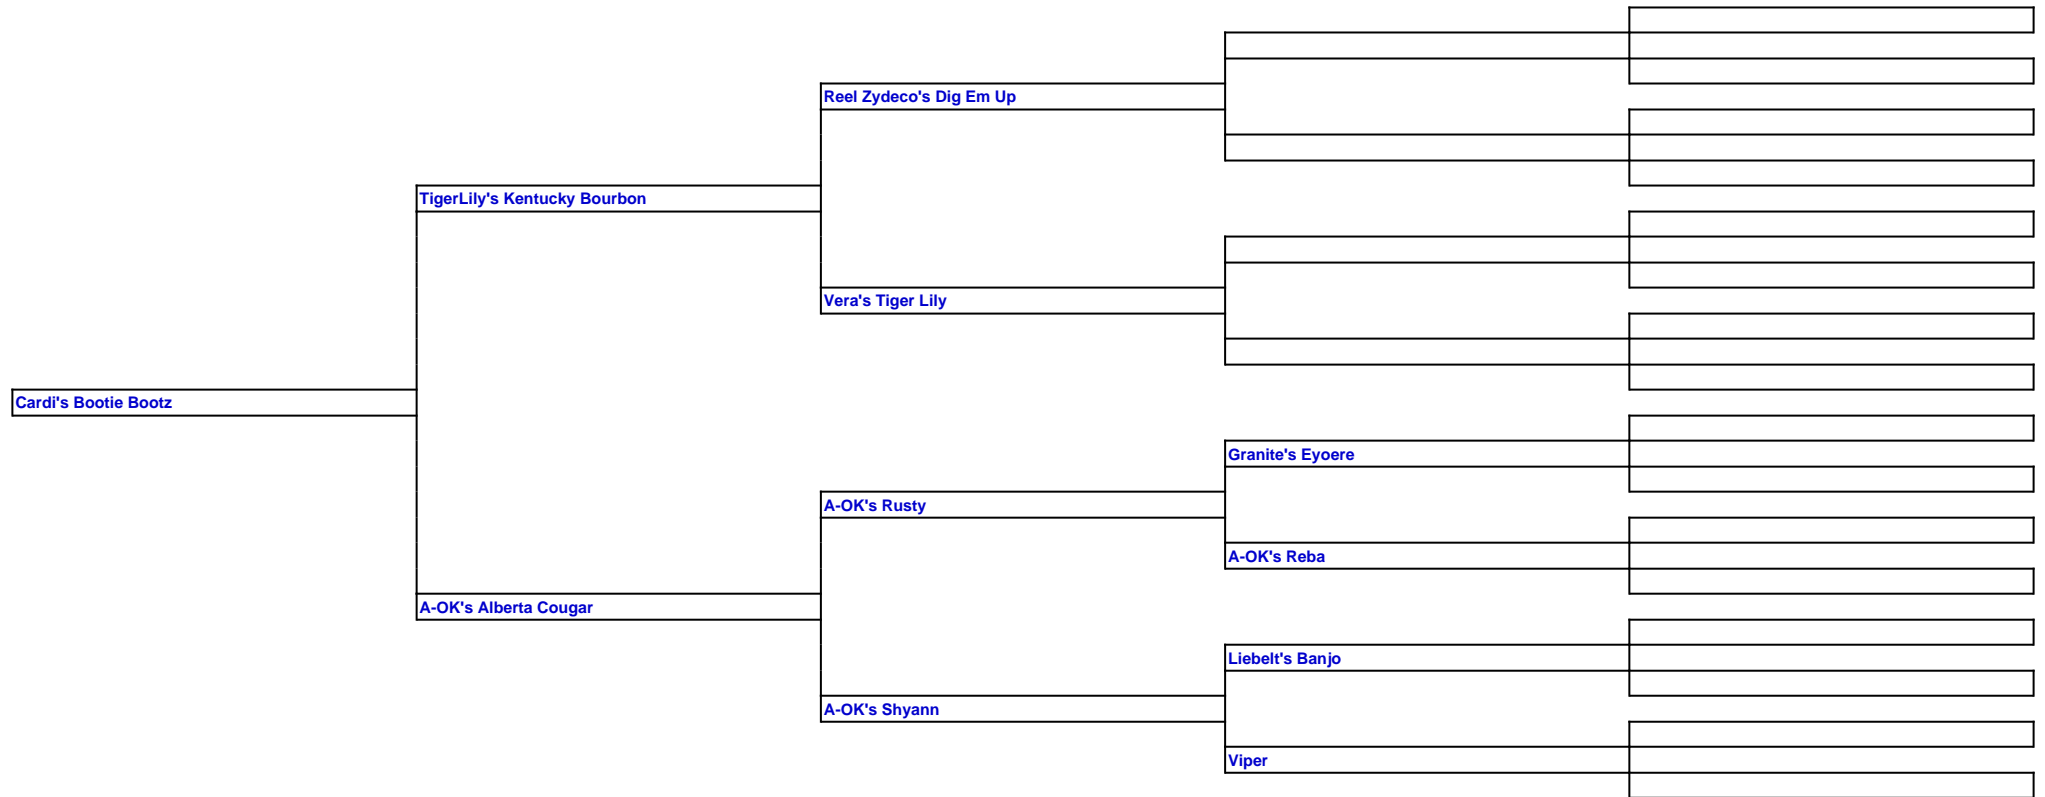 Reel Zydeco's Dig Em Up
TigerLily's Kentucky Bourbon
Vera's Tiger Lily
Cardi's Bootie Bootz
Granite's Eyoere
A-OK's Rusty
A-OK's Reba
A-OK's Alberta Cougar
Liebelt's Banjo
A-OK's Shyann
Viper